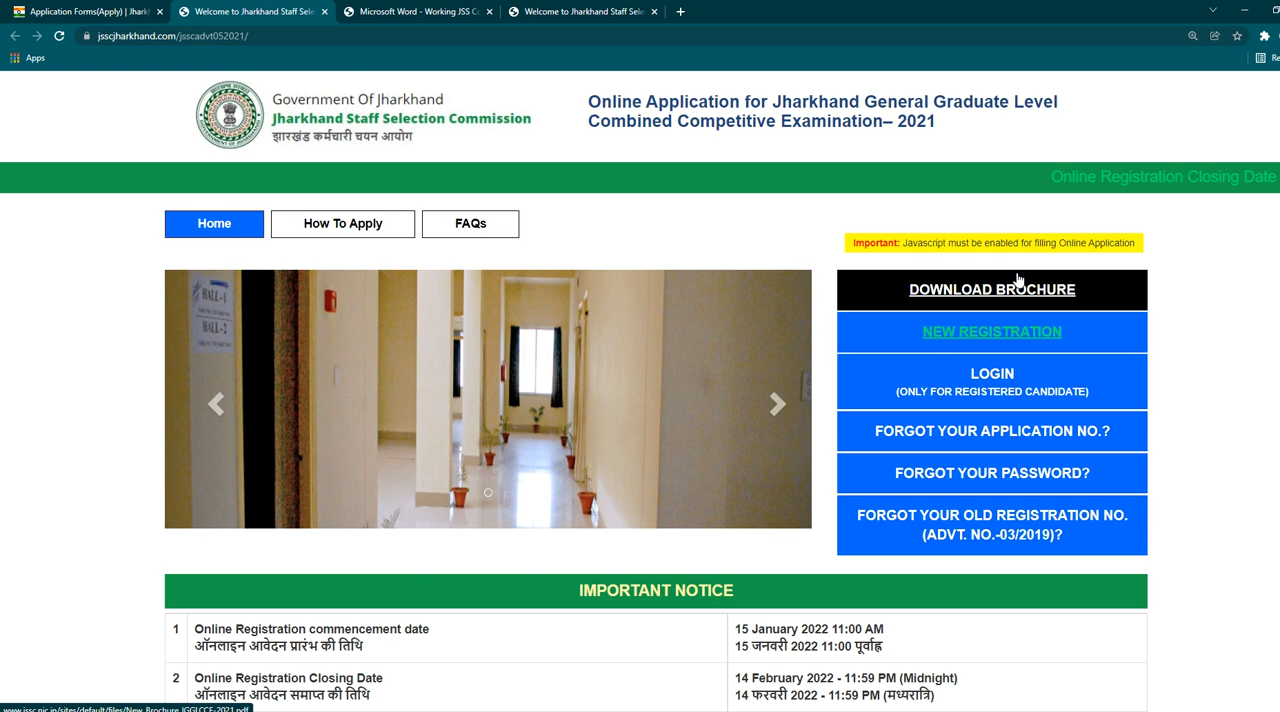 Application Forms(Apply) | Jhark
Welcome to Jharkhand Staff Sele
Microsoft Word - Working JSS C
Welcome to Jharkhand Staff Sele
jsscjharkhand.com/jsscadvt052021/
Apps
Government Of Jharkhand
Jharkhand Staff Selection Commission
झारखंड कर्मचारी चयन आयोग
Online Application for Jharkhand General Graduate Level
Combined Competitive Examination– 2021
Online Registration Closing Date
Home
How To Apply
FAQs
Important: Javascript must be enabled for filling Online Application
HALL-1
HALL-2
DOWNLOAD BROCHURE
NEW REGISTRATION
LOGIN
(ONLY FOR REGISTERED CANDIDATE)
FORGOT YOUR APPLICATION NO.?
FORGOT YOUR PASSWORD?
FORGOT YOUR OLD REGISTRATION NO.
(ADVT. NO.-03/2019)?
IMPORTANT NOTICE
1 Online Registration commencement date 15 January 2022 11:00 AM
ऑनलाइन आवेदन प्रारंभ की तिथि 15 जनवरी 2022 11:00 पूर्वाह्न
2 Online Registration Closing Date 14 February 2022 - 11:59 PM (Midnight)
ऑनलाइन आवेदन समाप्त की तिथि 14 फरवरी 2022 - 11:59 PM (मध्यरात्रि)